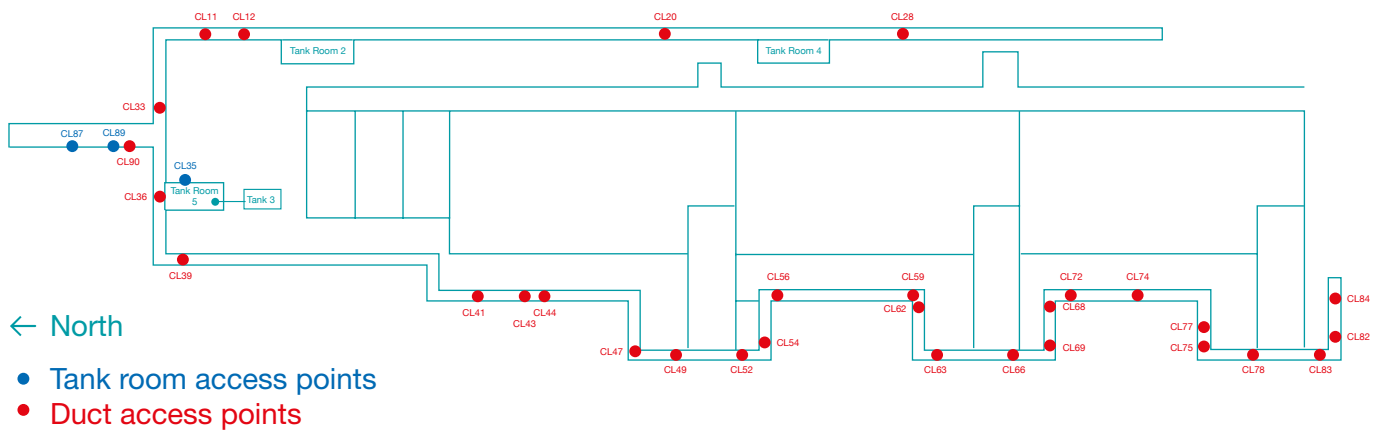 CL11
CL12
CL20
CL28
Tank Room 2
Tank Room 4
CL33
CL87
CL89
CL90
CL35
CL36
Tank Room
5
Tank 3
CL39
CL41
CL43
CL44
CL56
CL59
CL62
CL72
CL74
CL68
CL84
← North
CL77
CL82
CL47
CL54
CL69
CL75
CL49
CL52
CL63
CL66
CL78
CL83
Tank room access points
Duct access points